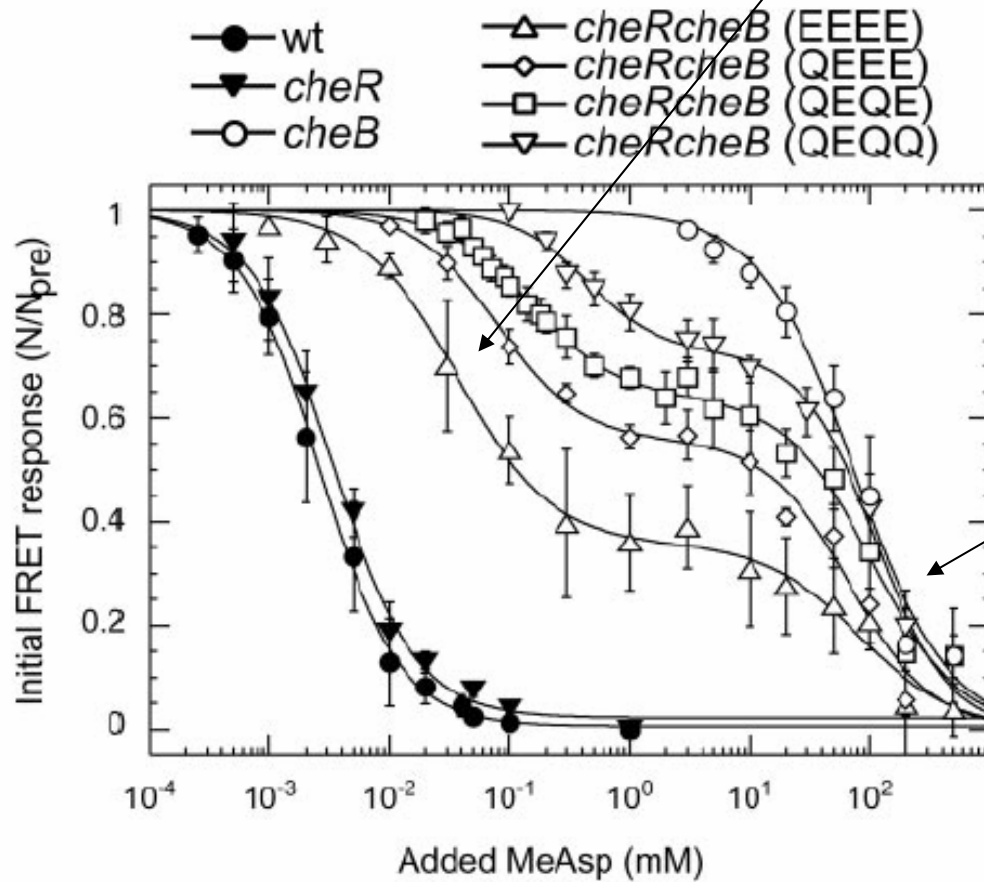 wt
cheR
cheB
cheRcheB (EEEE)
cheRcheB (QEEE)
cheRcheB (QEQE)
cheRcheB (QEQQ)
Initial FRET response (N/Npre)
1
0.8
0.6
0.4
0.2
0
10-4
10-3
10-2
10-1
100
101
102
Added MeAsp (mM)